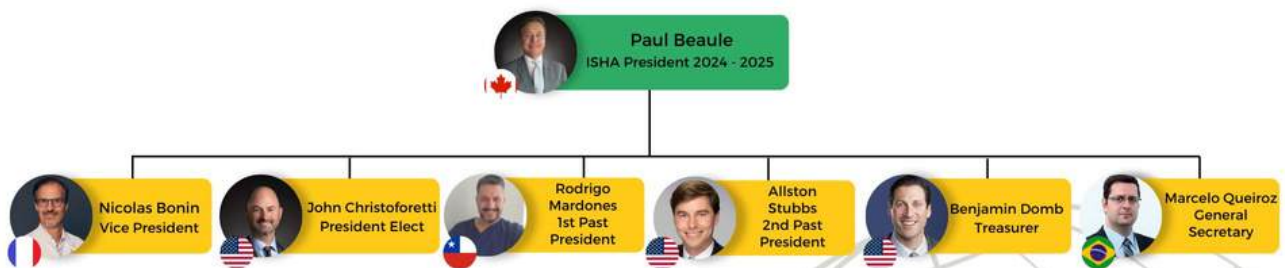 Paul Beaule
ISHA President 2024 - 2025
Nicolas Bonin
Vice President
John Christoforetti
President Elect
Rodrigo
Mardones
1st Past
President
Allston
Stubbs
2nd Past
President
Benjamin Domb
Treasurer
Marcelo Queiroz
General
Secretary